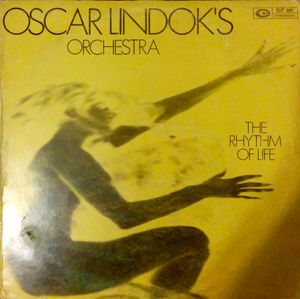 OSCAR LINDOK'S
ORCHESTRA
THE
RHYTHM
OF LIFE